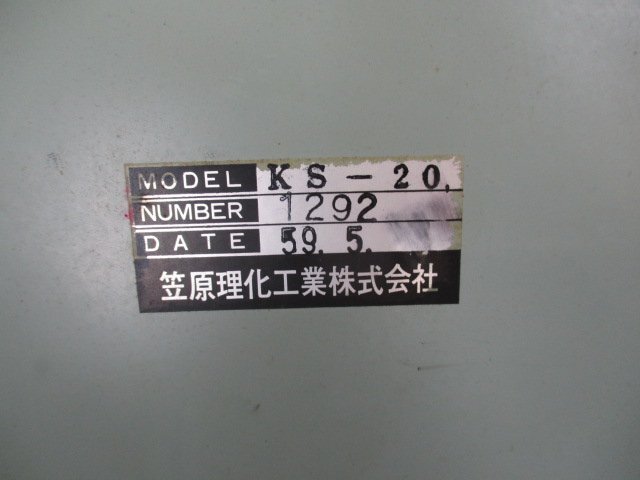 MODEL KS-20.
NUMBER 1292
DATE 59. 5.
笠原理化工業株式会社